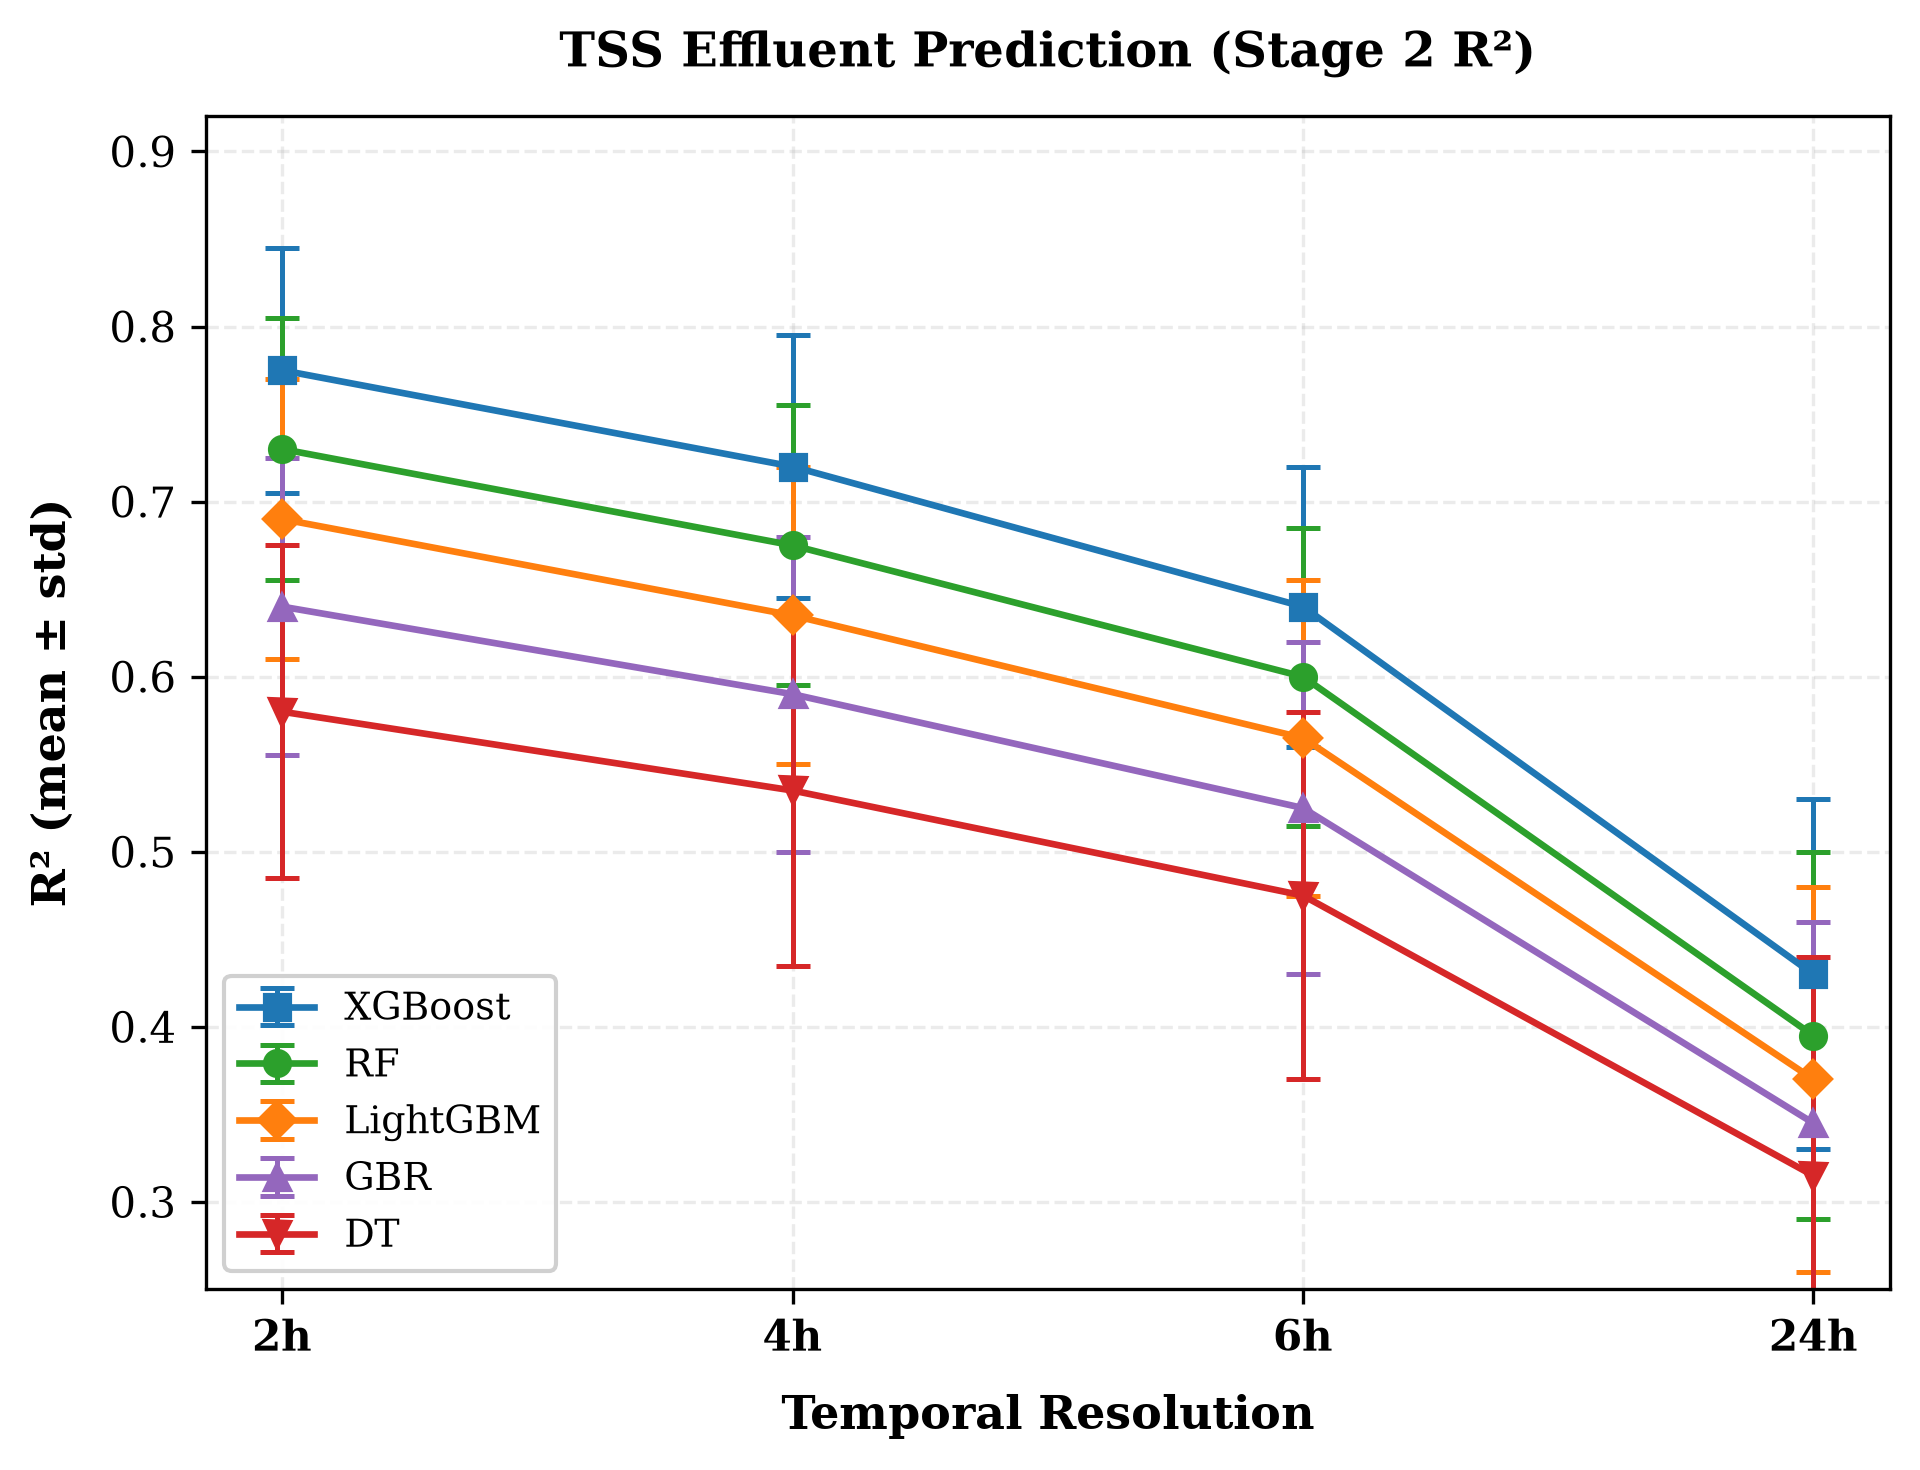 TSS Effluent Prediction (Stage 2 R²)
R² (mean ± std)
0.9
0.8
0.7
0.6
0.5
0.4
0.3
XGBoost
RF
LightGBM
GBR
DT
2h 4h 6h 24h
Temporal Resolution